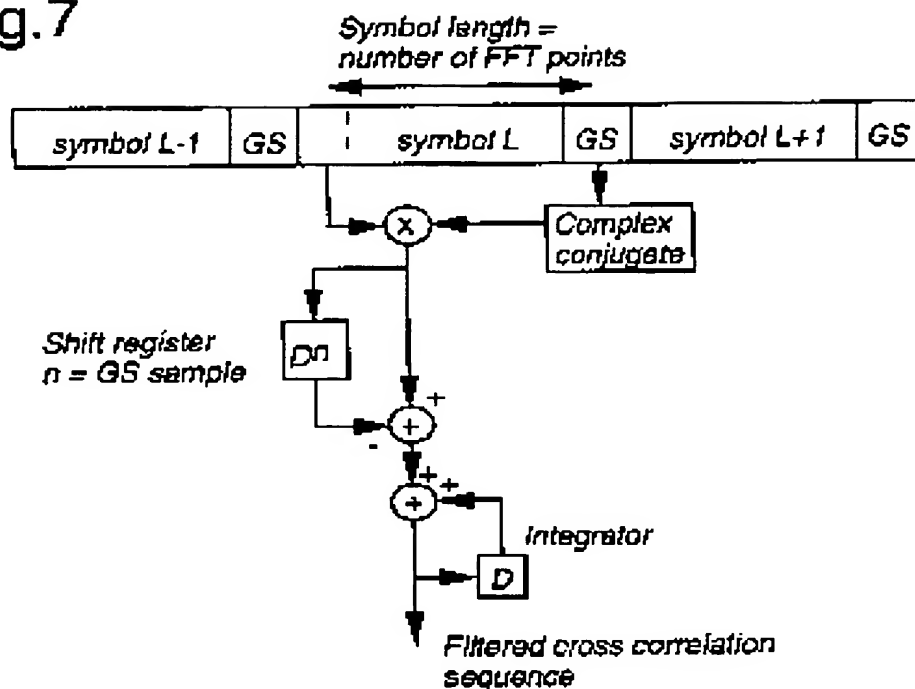 g.7
Symbol length =
number of FFT points
symbol L-1 GS symbol L GS symbol L+1 GS
X
Complex
conjugate
Shift register
n = GS sample
Dn
+
+
-
+
+
+
Integrator
D
Filtered cross correlation
sequence